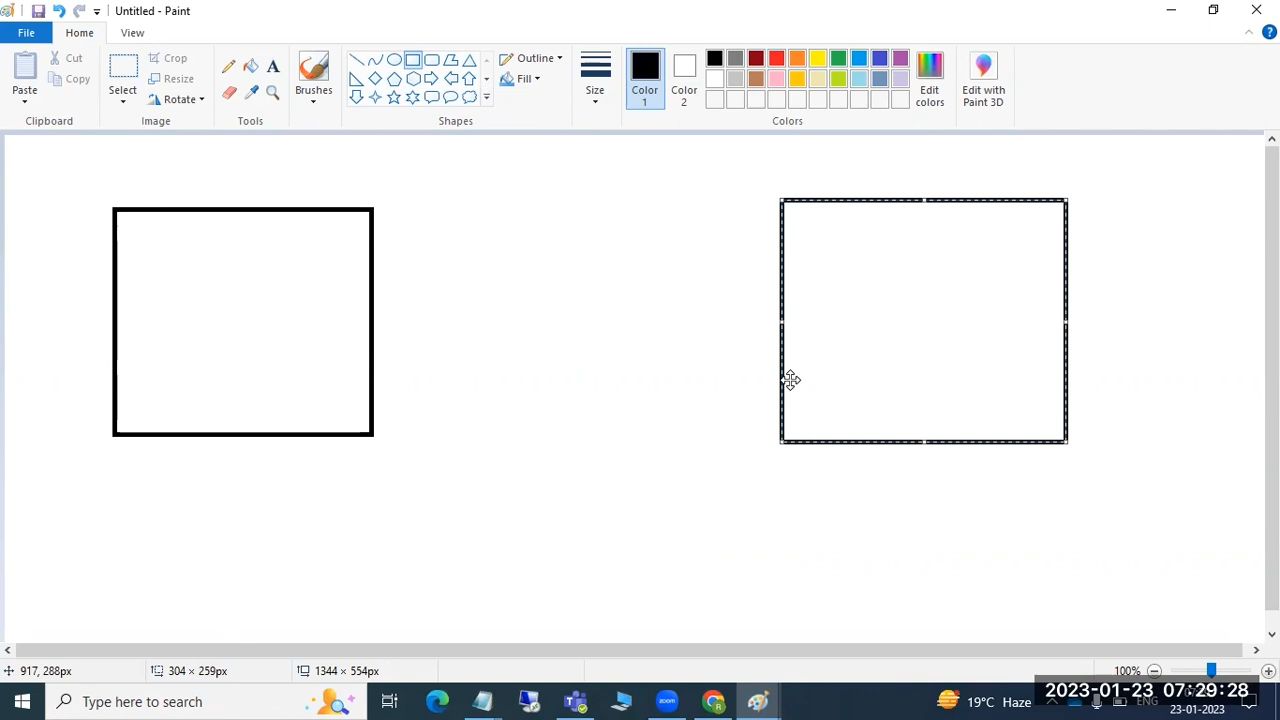 Untitled - Paint
File
Home
View
Paste
Cut
Copy
Clipboard
Select
Crop
Resize
Rotate
Image
A
Tools
Brushes
Shapes
Outline
Fill
Size
Color 1
Color 2
Colors
Edit colors
Edit with Paint 3D
917, 288px
304 × 259px
1344 × 554px
100%
Type here to search
zoom
19°C Haze
ENG
2023-01-23 07:29:28
23-01-2023